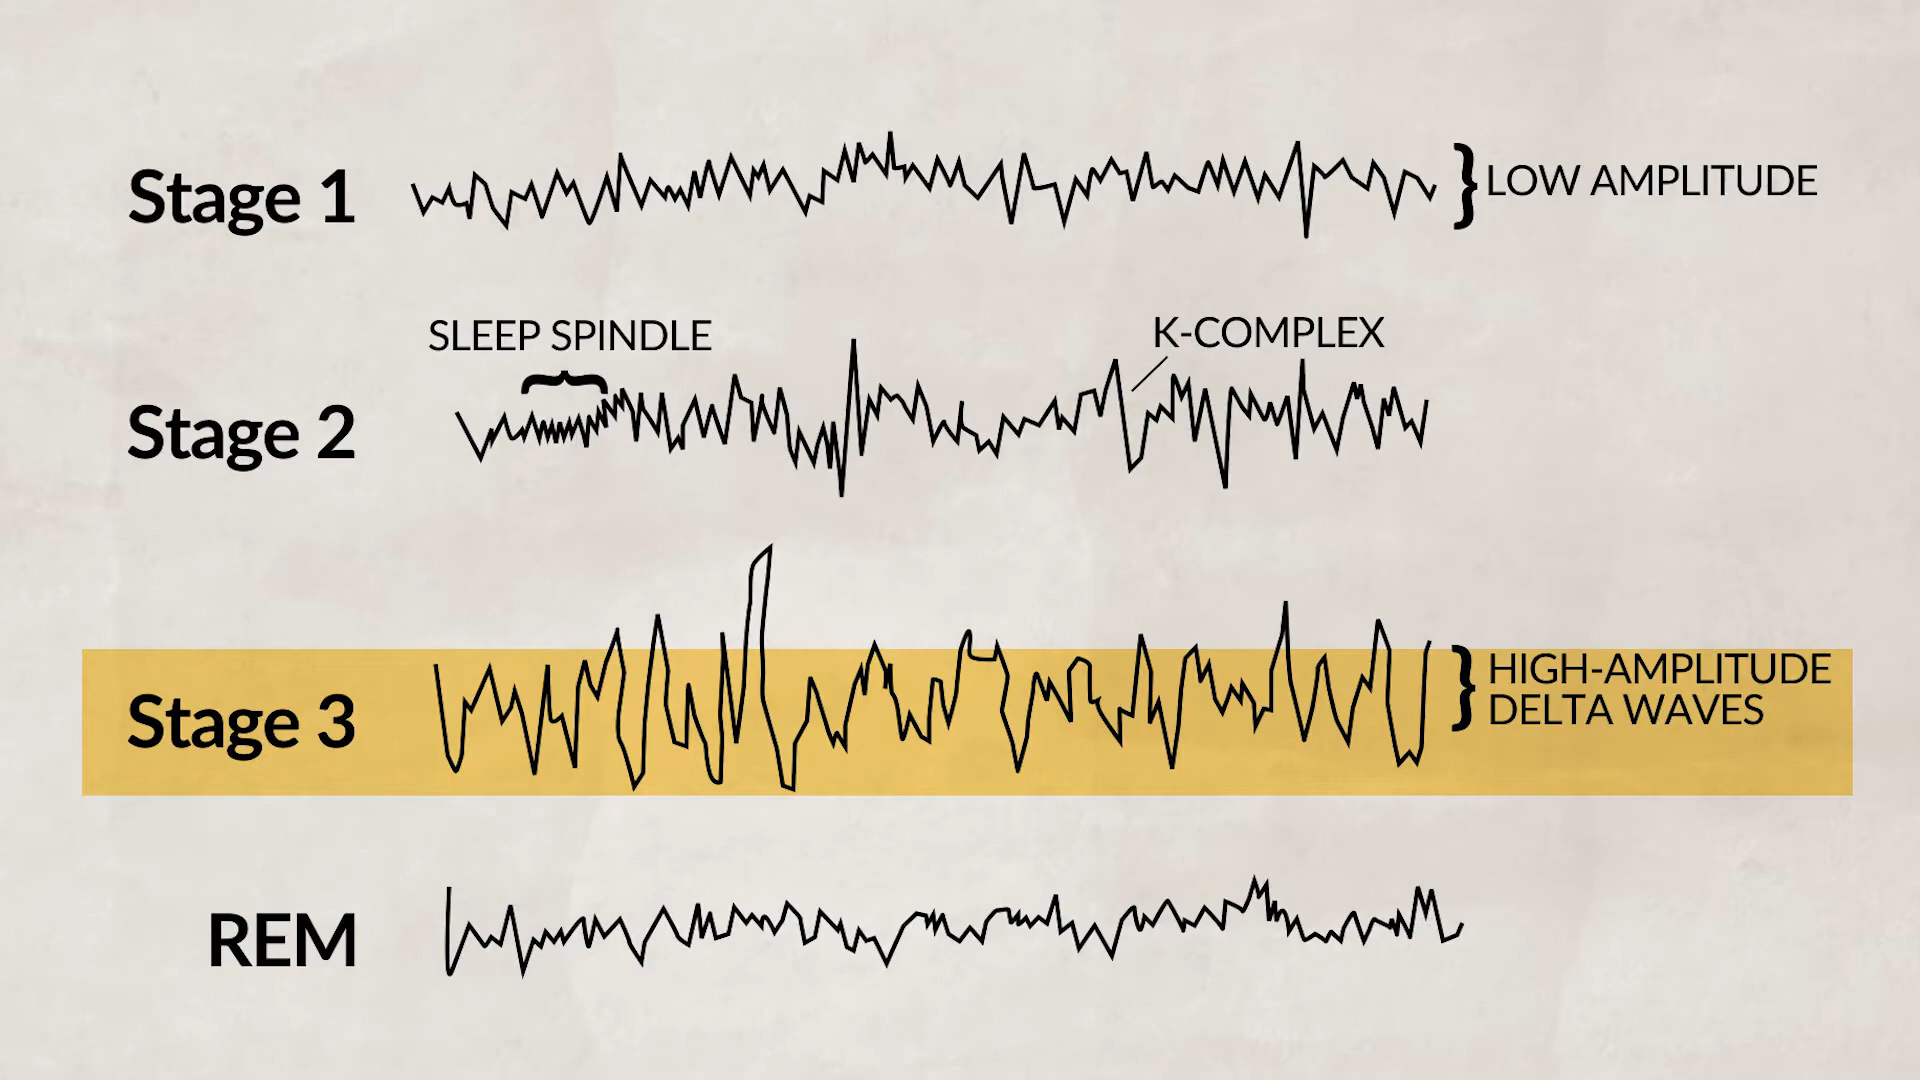 Stage 1
LOW AMPLITUDE
SLEEP SPINDLE
K-COMPLEX
Stage 2
Stage 3
HIGH-AMPLITUDE
DELTA WAVES
REM